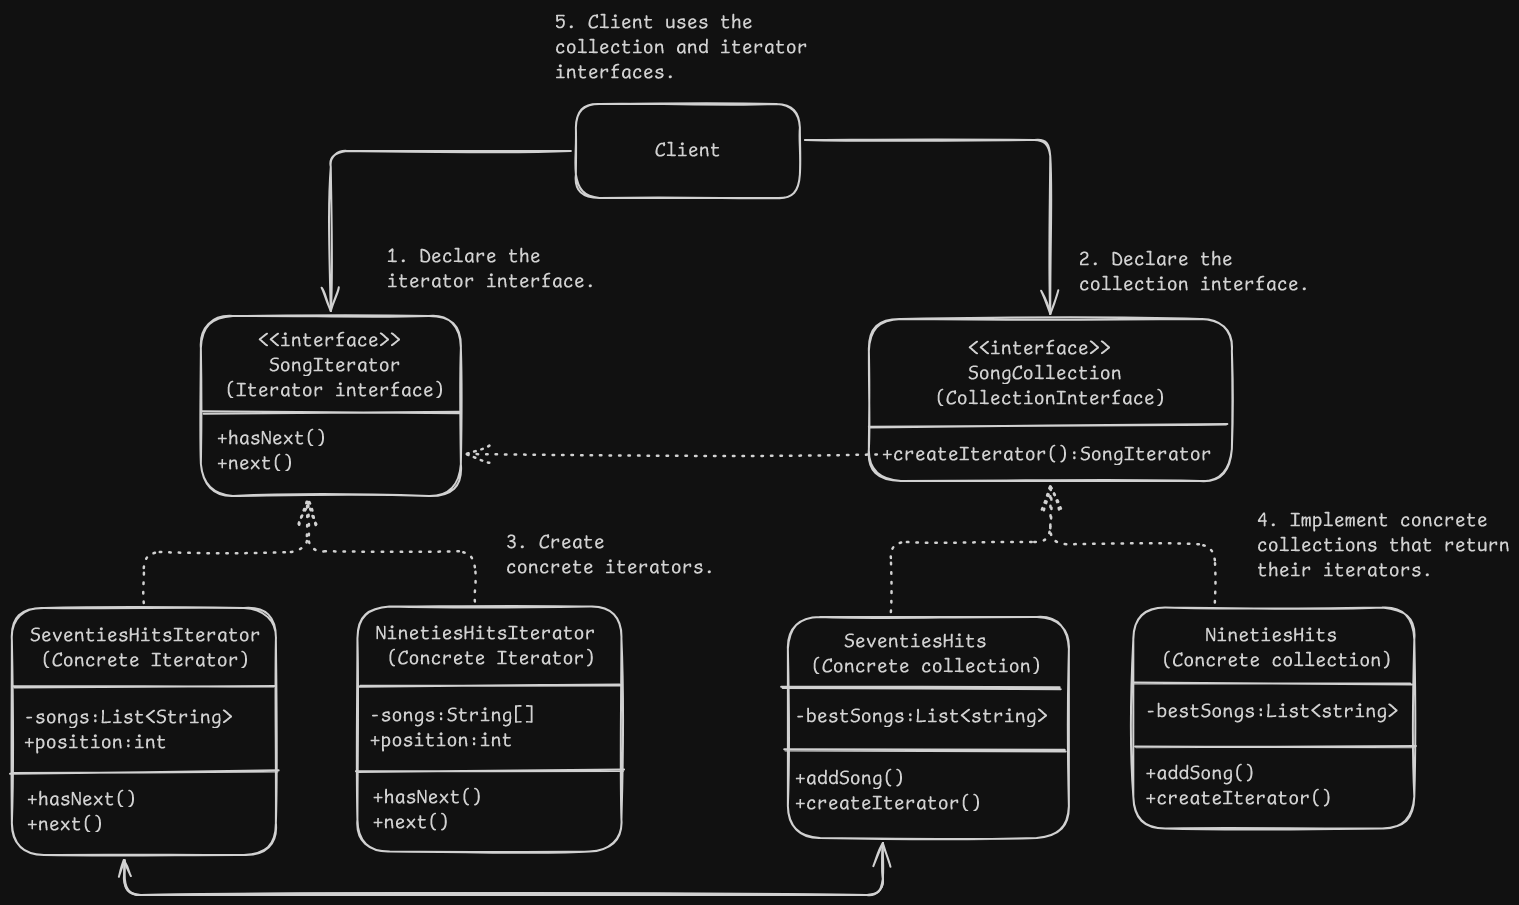 5. Client uses the
collection and iterator
interfaces.
Client
1. Declare the
iterator interface.
2. Declare the
collection interface.
<<interface>>
SongIterator
(Iterator interface)
+hasNext()
+next()
<<interface>>
SongCollection
(CollectionInterface)
+createIterator():SongIterator
3. Create
concrete iterators.
4. Implement concrete
collections that return
their iterators.
SeventiesHitsIterator
(Concrete Iterator)
-songs:List<String>
+position:int
+hasNext()
+next()
NinetiesHitsIterator
(Concrete Iterator)
-songs:String[]
+position:int
+hasNext()
+next()
SeventiesHits
(Concrete collection)
-bestSongs:List<string>
+addSong()
+createIterator()
NinetiesHits
(Concrete collection)
-bestSongs:List<string>
+addSong()
+createIterator()